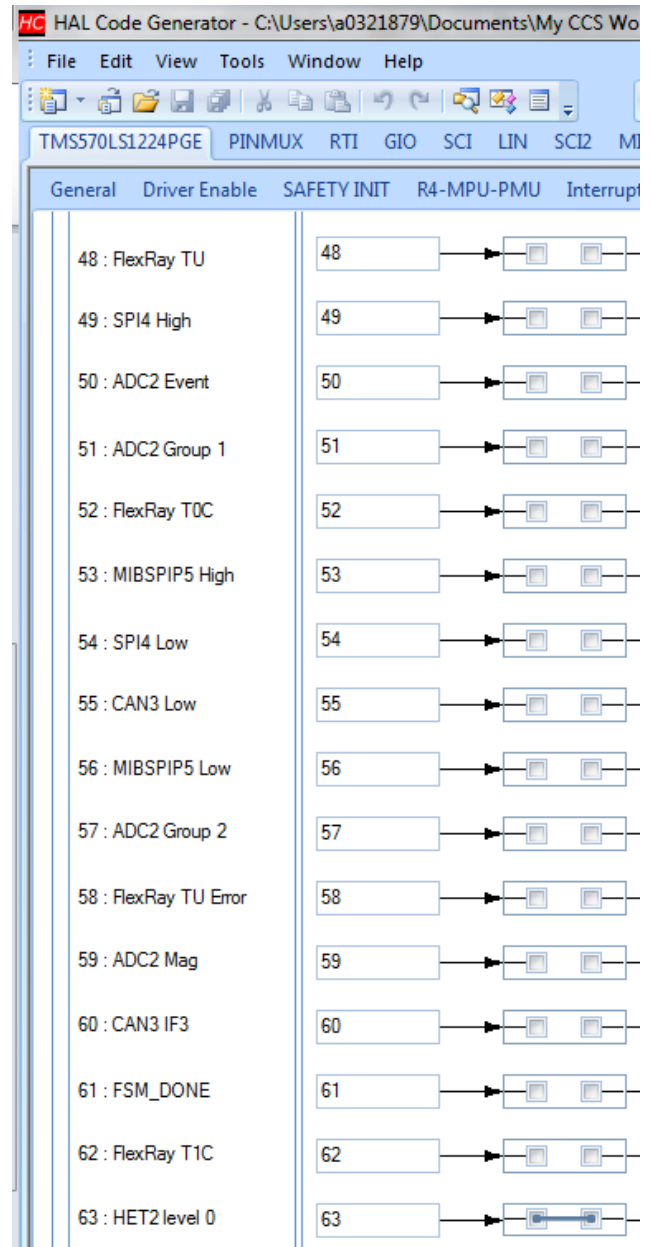 HC HAL Code Generator - C:\Users\a0321879\Documents\My CCS Wo
File Edit View Tools Window Help
TMS570LS1224PGE PINMUX RTI GIO SCI LIN SCI2 MI
General Driver Enable SAFETY INIT R4-MPU-PMU Interrupt
48 : FlexRay TU 48
49 : SPI4 High 49
50 : ADC2 Event 50
51 : ADC2 Group 1 51
52 : FlexRay T0C 52
53 : MIBSPIP5 High 53
54 : SPI4 Low 54
55 : CAN3 Low 55
56 : MIBSPIP5 Low 56
57 : ADC2 Group 2 57
58 : FlexRay TU Error 58
59 : ADC2 Mag 59
60 : CAN3 IF3 60
61 : FSM_DONE 61
62 : FlexRay T1C 62
63 : HET2 level 0 63